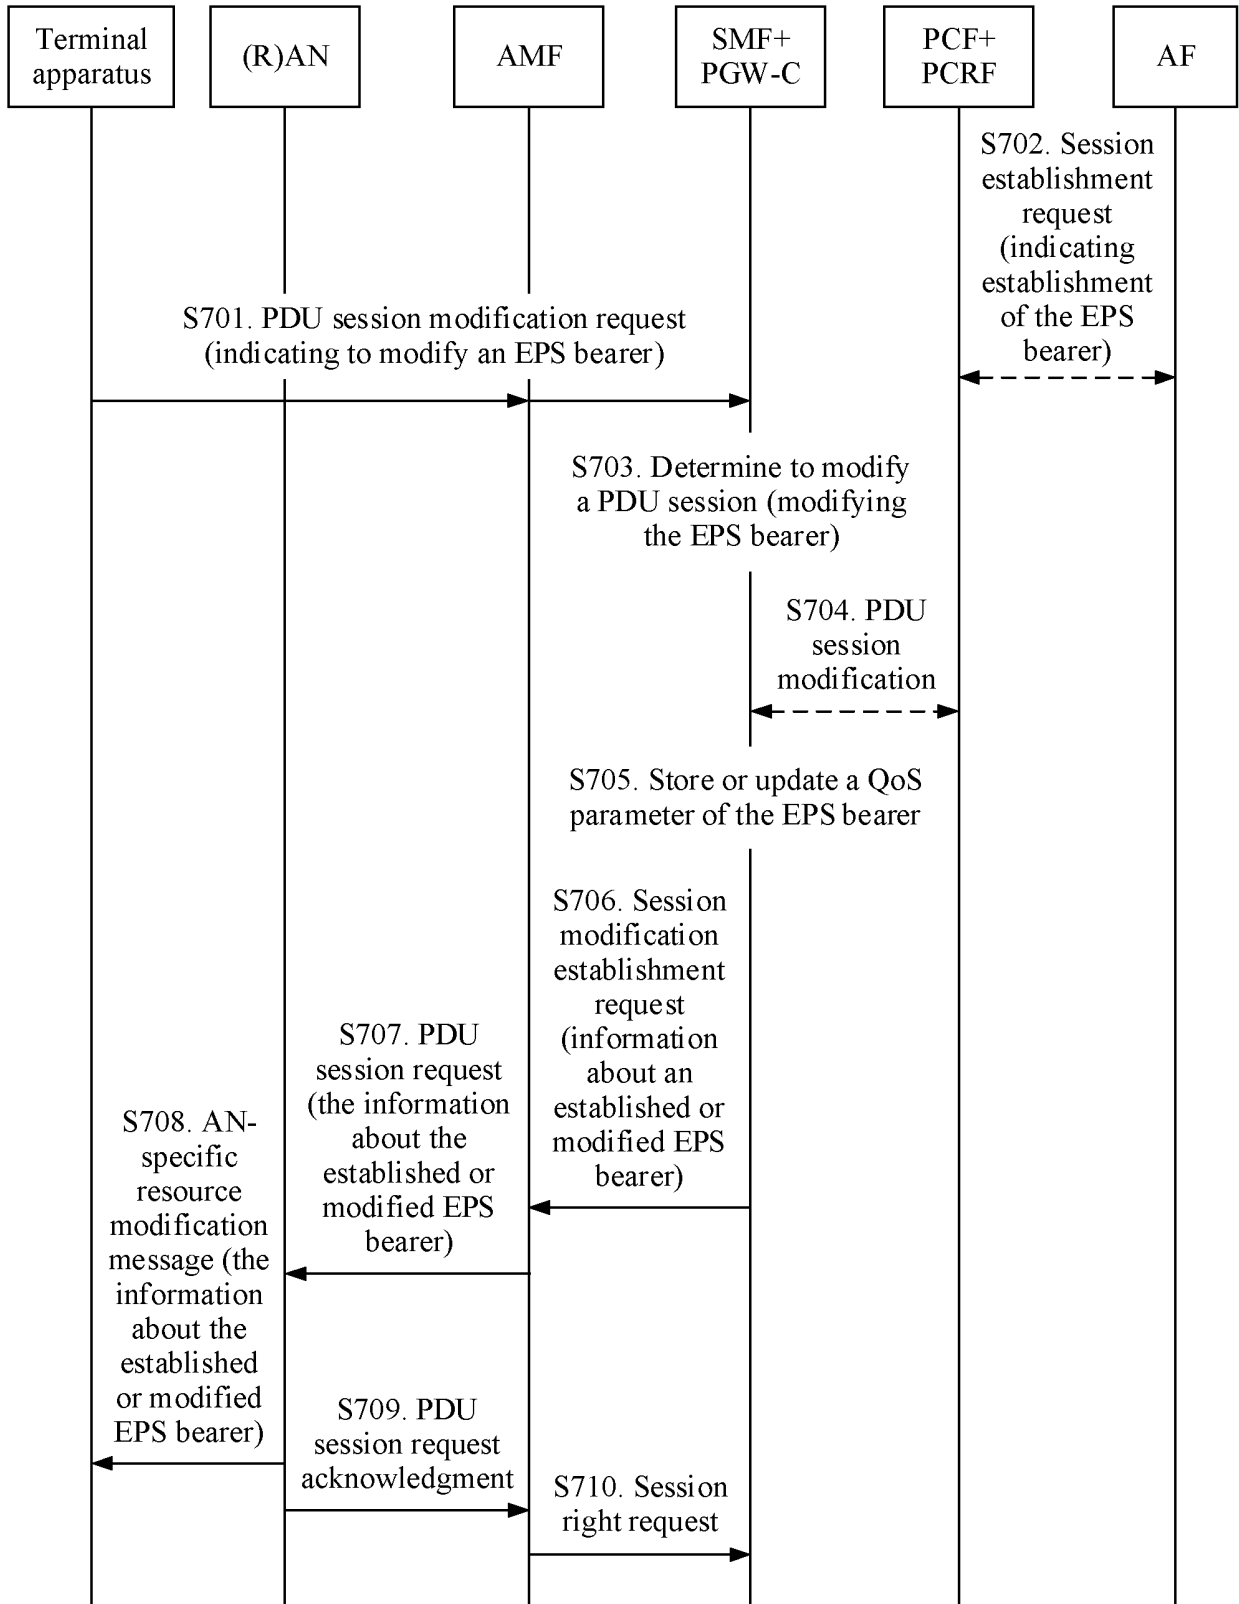 Terminal
apparatus
(R)AN
AMF
SMF+
PGW-C
PCF+
PCRF
AF
S702. Session
establishment
request
(indicating
establishment
of the EPS
bearer)
S701. PDU session modification request
(indicating to modify an EPS bearer)
S703. Determine to modify
a PDU session (modifying
the EPS bearer)
S704. PDU
session
modification
S705. Store or update a QoS
parameter of the EPS bearer
S706. Session
modification
establishment
request
(information
about an
established or
modified EPS
bearer)
S707. PDU
session request
(the information
about the
established or
modified EPS
bearer)
S708. AN-
specific
resource
modification
message (the
information
about the
established
or modified
EPS bearer)
S709. PDU
session request
acknowledgment
S710. Session
right request